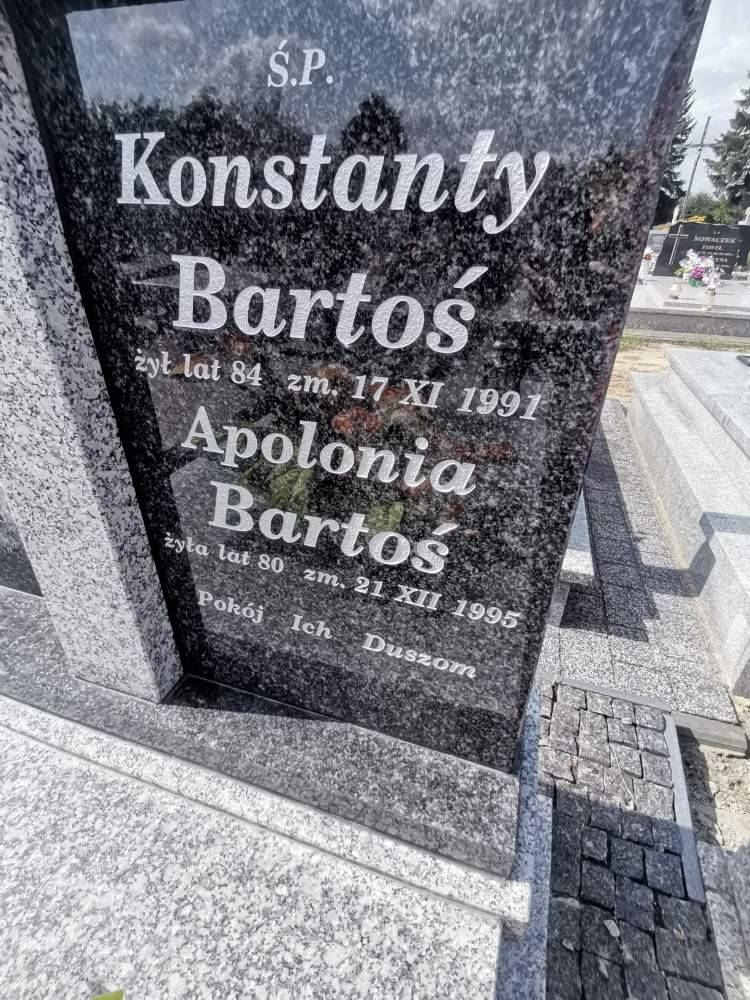 Ś.P.
Konstanty
Bartoś
żył lat 84 zm. 17 XI 1991
Apolonia
Bartoś
żyła lat 80 zm. 21 XII 1995
Pokój Ich Duszom
NOWACZEK
PAWEŁ